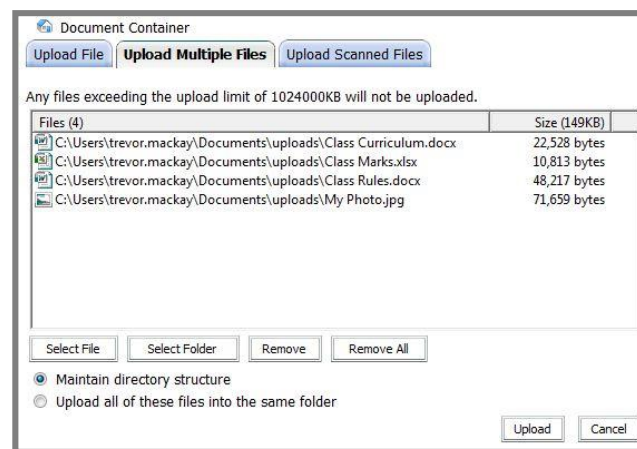 Document Container
Upload File Upload Multiple Files Upload Scanned Files
Any files exceeding the upload limit of 1024000KB will not be uploaded.
Files (4) Size (149KB)
C:\Users\trevor.mackay\Documents\uploads\Class Curriculum.docx 22,528 bytes
C:\Users\trevor.mackay\Documents\uploads\Class Marks.xlsx 10,813 bytes
C:\Users\trevor.mackay\Documents\uploads\Class Rules.docx 48,217 bytes
C:\Users\trevor.mackay\Documents\uploads\My Photo.jpg 71,659 bytes
Select File Select Folder Remove Remove All
Maintain directory structure
Upload all of these files into the same folder
Upload Cancel